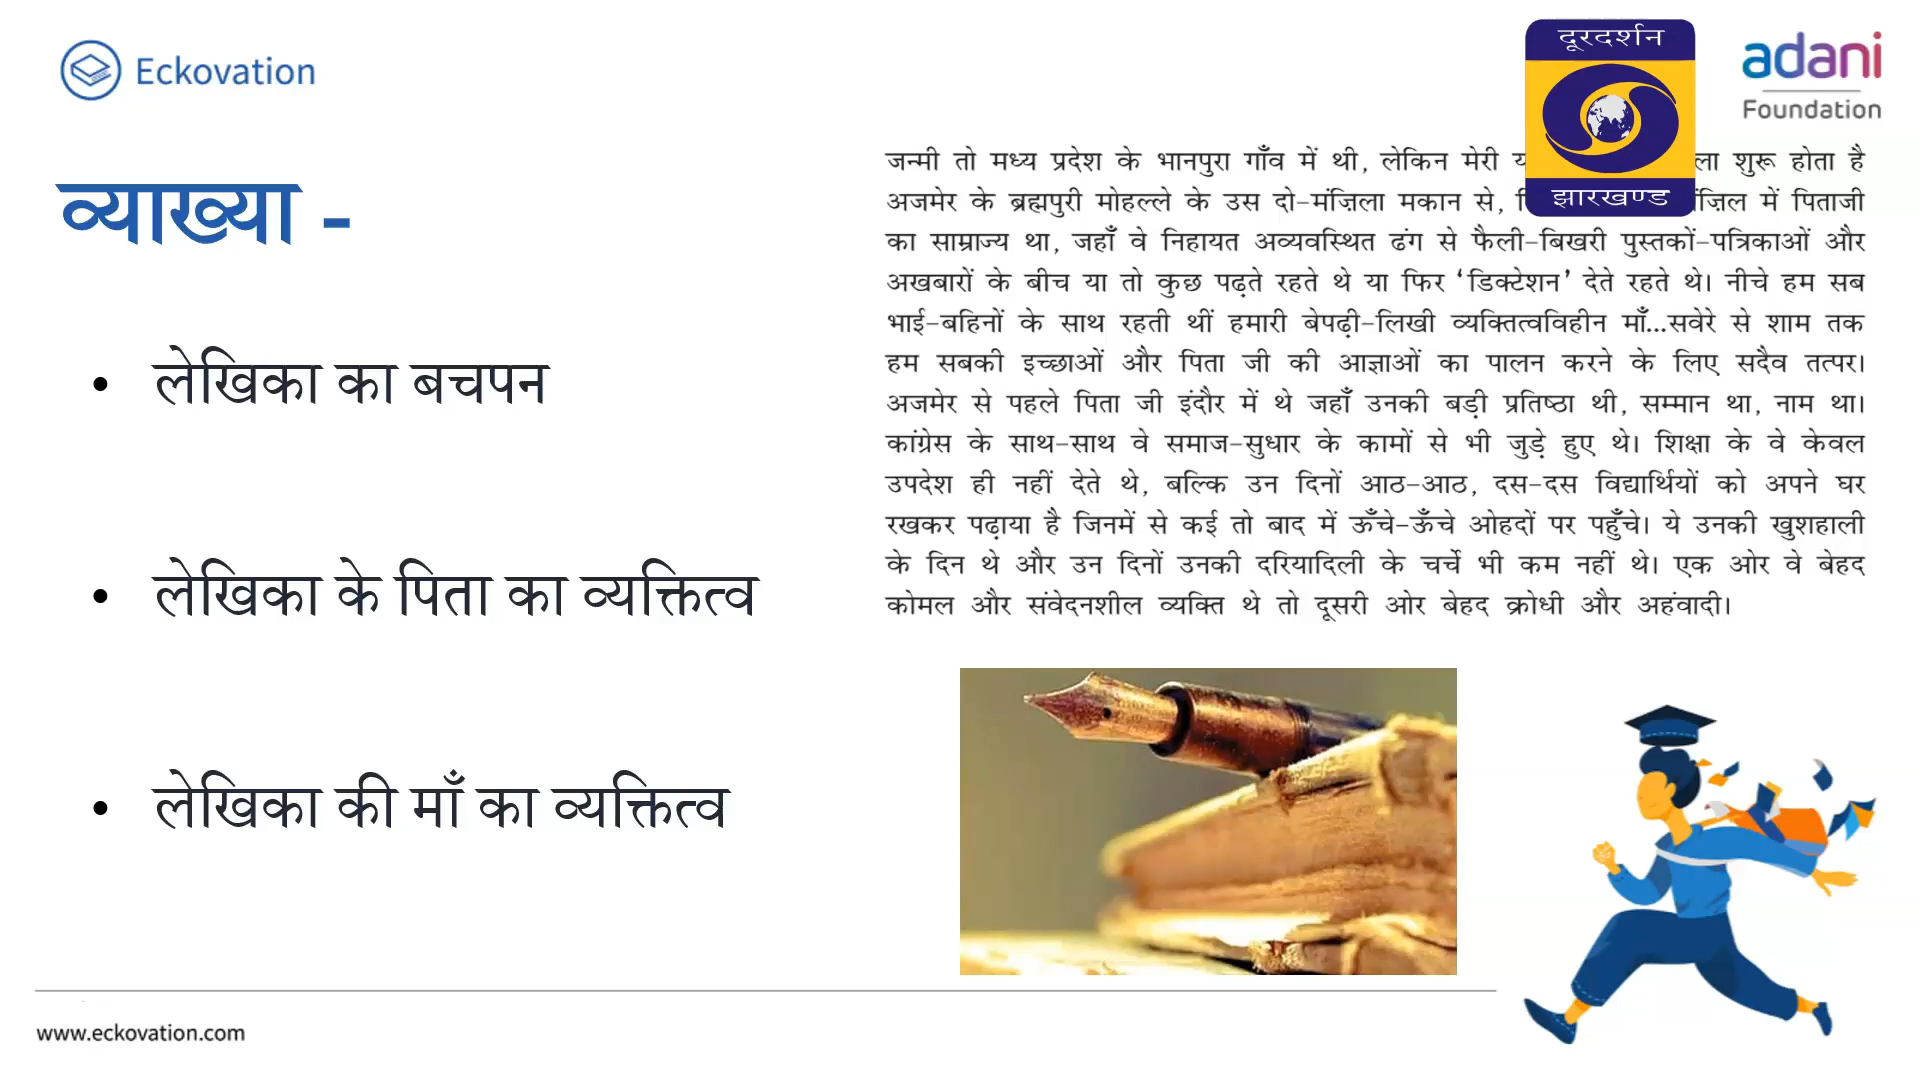 Eckovation
दूरदर्शन
झारखण्ड
adani
Foundation
व्याख्या -
• लेखिका का बचपन
• लेखिका के पिता का व्यक्तित्व
• लेखिका की माँ का व्यक्तित्व
जन्मी तो मध्य प्रदेश के भानपुरा गाँव में थी, लेकिन मेरी शुरू होता है
अजमेर के ब्रह्मपुरी मोहल्ले के उस दो-मंज़िला मकान से, में पिताजी
का साम्राज्य था, जहाँ वे निहायत अव्यवस्थित ढंग से फैली-बिखरी पुस्तकों-पत्रिकाओं और
अखबारों के बीच या तो कुछ पढ़ते रहते थे या फिर ‘डिक्टेशन’ देते रहते थे। नीचे हम सब
भाई-बहिनों के साथ रहती थीं हमारी बेपढ़ी-लिखी व्यक्तित्वविहीन माँ...सवेरे से शाम तक
हम सबकी इच्छाओं और पिता जी की आज्ञाओं का पालन करने के लिए सदैव तत्पर।
अजमेर से पहले पिता जी इंदौर में थे जहाँ उनकी बड़ी प्रतिष्ठा थी, सम्मान था, नाम था।
कांग्रेस के साथ-साथ वे समाज-सुधार के कामों से भी जुड़े हुए थे। शिक्षा के वे केवल
उपदेश ही नहीं देते थे, बल्कि उन दिनों आठ-आठ, दस-दस विद्यार्थियों को अपने घर
रखकर पढ़ाया है जिनमें से कई तो बाद में ऊँचे-ऊँचे ओहदों पर पहुँचे। ये उनकी खुशहाली
के दिन थे और उन दिनों उनकी दरियादिली के चर्चे भी कम नहीं थे। एक ओर वे बेहद
कोमल और संवेदनशील व्यक्ति थे तो दूसरी ओर बेहद क्रोधी और अहंवादी।
www.eckovation.com